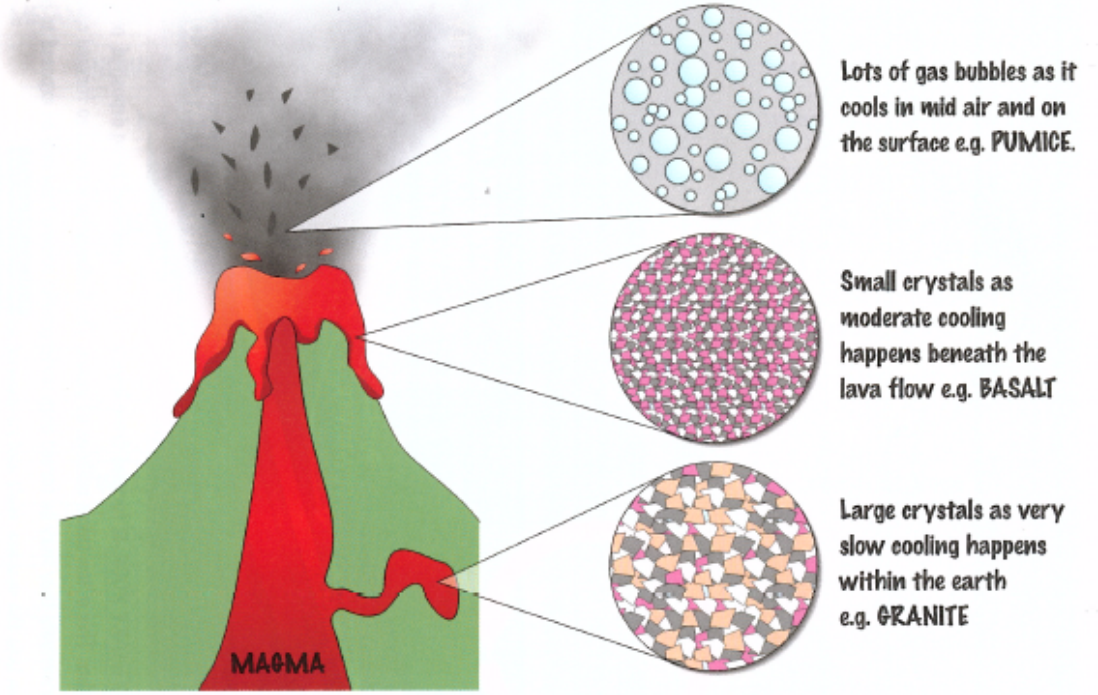 Lots of gas bubbles as it
cools in mid air and on
the surface e.g. PUMICE.
Small crystals as
moderate cooling
happens beneath the
lava flow e.g. BASALT
Large crystals as very
slow cooling happens
within the earth
e.g. GRANITE
MAGMA